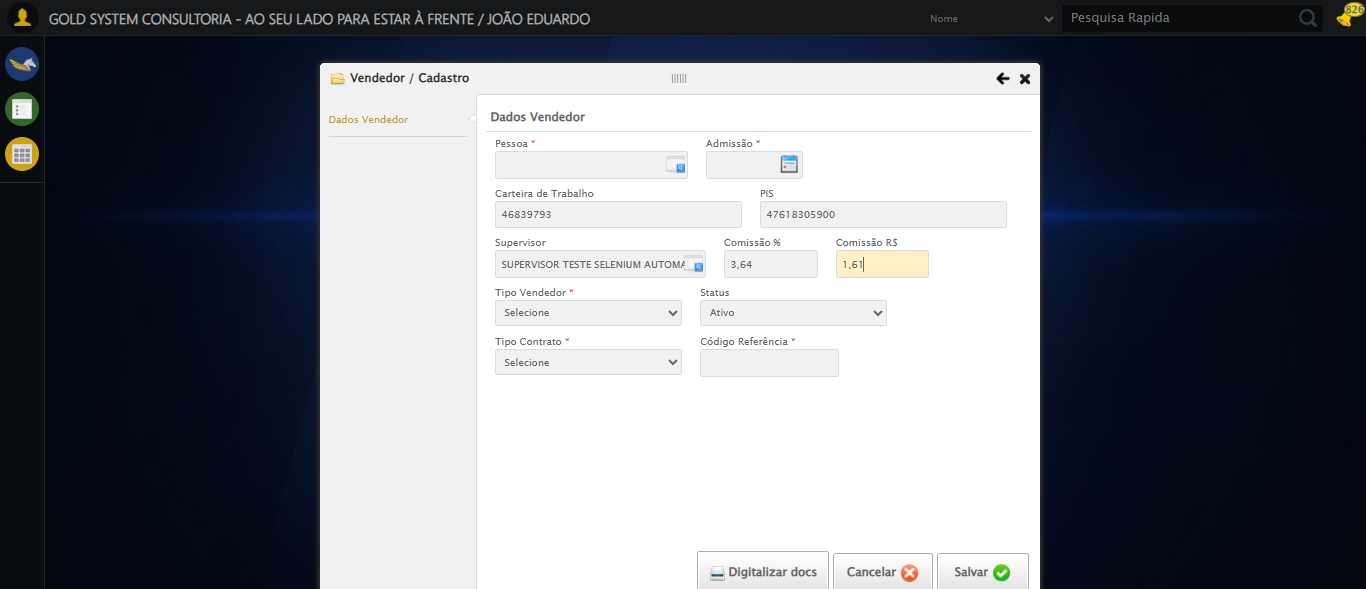 GOLD SYSTEM CONSULTORIA - AO SEU LADO PARA ESTAR À FRENTE / JOÃO EDUARDO
Nome
Pesquisa Rapida
826
Vendedor / Cadastro
Dados Vendedor
Dados Vendedor
Pessoa *
Admissão *
Carteira de Trabalho
PIS
46839793
47618305900
Supervisor
Comissão %
Comissão R$
SUPERVISOR TESTE SELENIUM AUTOMA
3,64
1,61
Tipo Vendedor *
Status
Selecione
Ativo
Tipo Contrato *
Código Referência *
Selecione
Digitalizar docs
Cancelar
Salvar